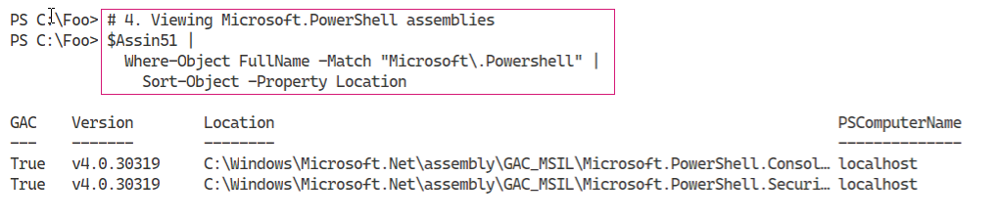 PS C:\Foo> # 4. Viewing Microsoft.PowerShell assemblies
PS C:\Foo> $Assin51 |
Where-Object FullName -Match "Microsoft\.Powershell" |
Sort-Object -Property Location
GAC Version Location PSComputerName
--- ------- -------- --------------
True v4.0.30319 C:\Windows\Microsoft.Net\assembly\GAC_MSIL\Microsoft.PowerShell.Consol… localhost
True v4.0.30319 C:\Windows\Microsoft.Net\assembly\GAC_MSIL\Microsoft.PowerShell.Securi… localhost